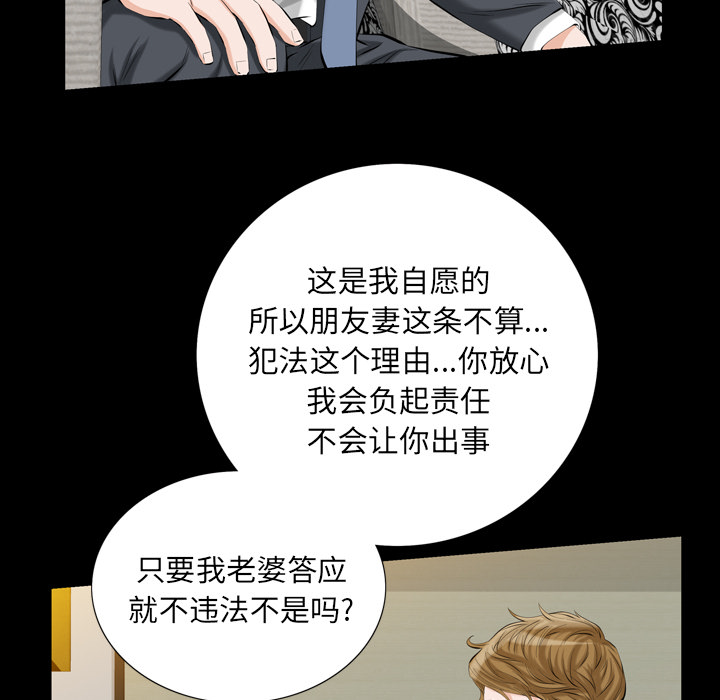 这是我自愿的
所以朋友妻这条不算...
犯法这个理由...你放心
我会负起责任
不会让你出事
只要我老婆答应
就不违法不是吗?